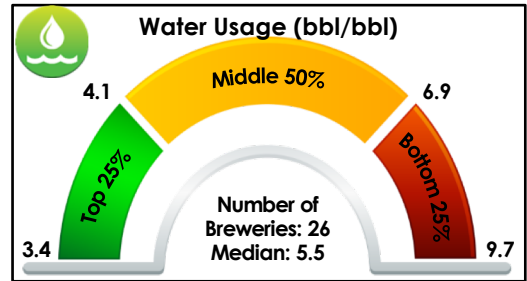 Water Usage (bbl/bbl)
4.1
Middle 50%
6.9
Top 25%
Bottom 25%
Number of
Breweries: 26
Median: 5.5
3.4
9.7